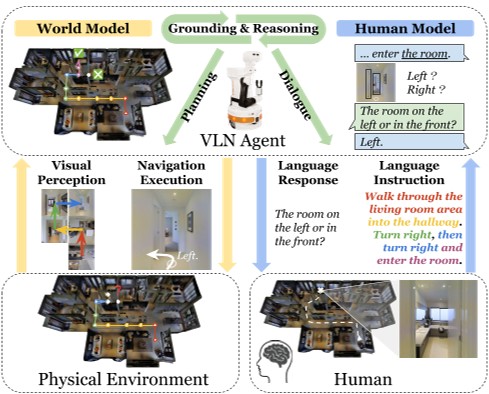 World Model
Grounding & Reasoning
Human Model
... enter the room.
Left ?
Right ?
The room on the
left or in the front?
Left.
Planning
Dialogue
VLN Agent
Visual
Perception
Navigation
Execution
Left.
Language
Response
The room on
the left or in
the front?
Language
Instruction
Walk through the
living room area
into the hallway.
Turn right, then
turn right and
enter the room.
Physical Environment
Human